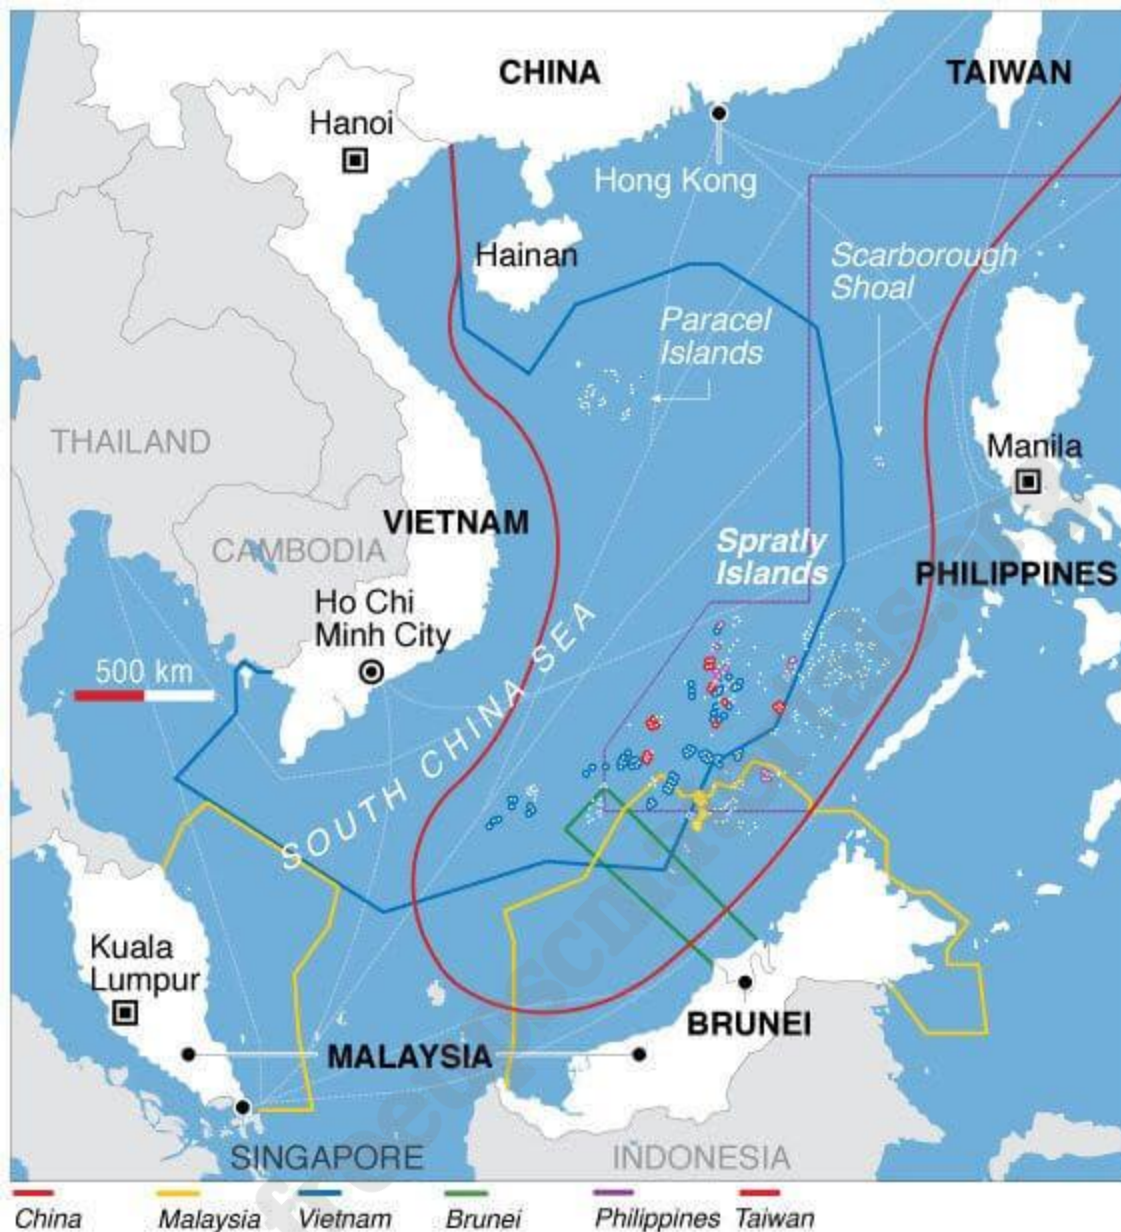 CHINA
TAIWAN
Hanoi
Hong Kong
Hainan
Scarborough
Shoal
Paracel
Islands
THAILAND
Manila
VIETNAM
CAMBODIA
Spratly
Islands
PHILIPPINES
Ho Chi
Minh City
500 km
SOUTH CHINA SEA
Kuala
Lumpur
BRUNEI
MALAYSIA
SINGAPORE
INDONESIA
China
Malaysia
Vietnam
Brunei
Philippines
Taiwan